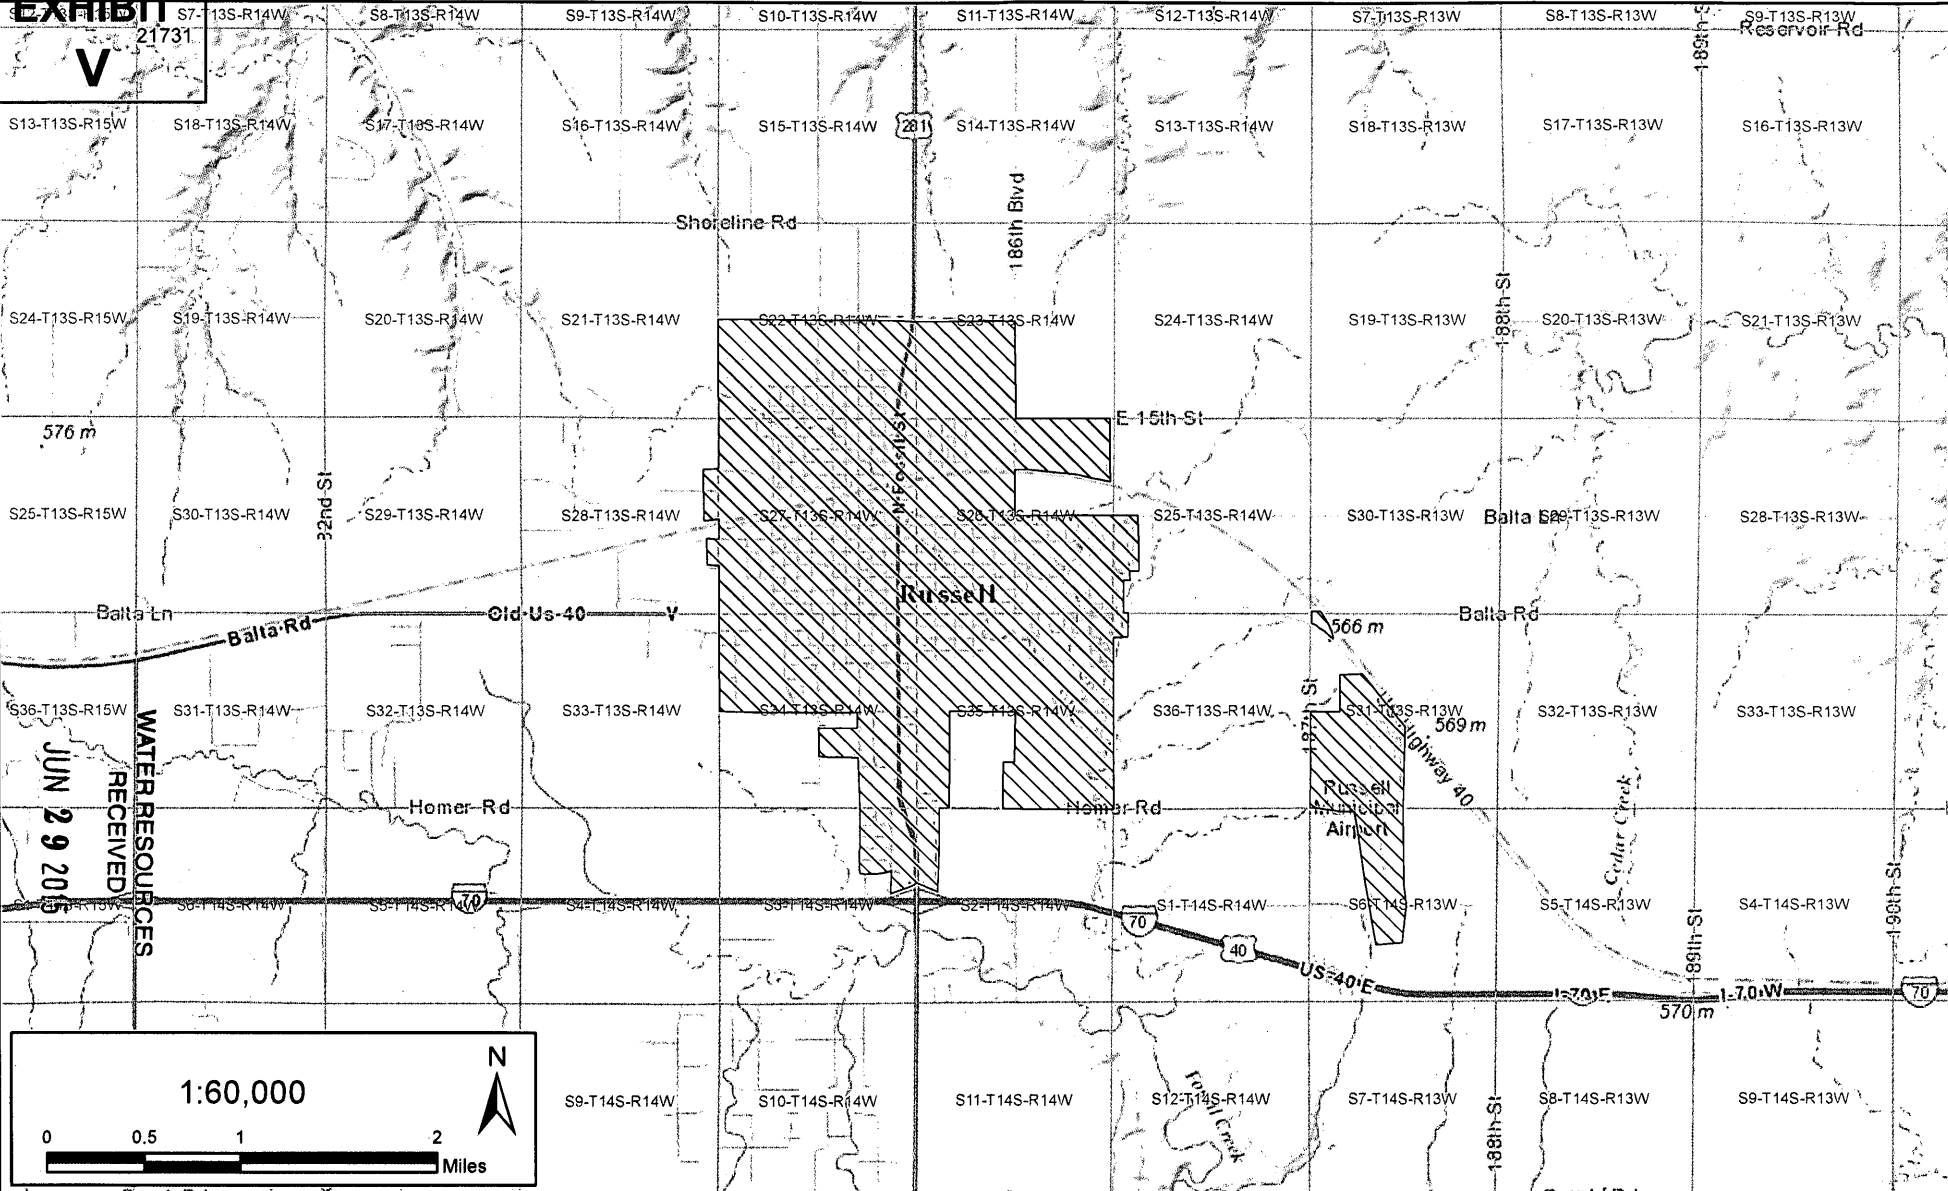 EXHIBIT
21731
V
S7-T13S-R14W
S8-T13S-R14W
S9-T13S-R14W
S10-T13S-R14W
S11-T13S-R14W
S12-T13S-R14W
S7-T13S-R13W
S8-T13S-R13W
S9-T13S-R13W
Reservoir Rd
189th S
S13-T13S-R15W
S18-T13S-R14W
S17-T13S-R14W
S16-T13S-R14W
S15-T13S-R14W
281
S14-T13S-R14W
S13-T13S-R14W
S18-T13S-R13W
S17-T13S-R13W
S16-T13S-R13W
Shoreline Rd
186th Blvd
S24-T13S-R15W
S19-T13S-R14W
S20-T13S-R14W
S21-T13S-R14W
S22-T13S-R14W
S23-T13S-R14W
S24-T13S-R14W
S19-T13S-R13W
188th St
S20-T13S-R13W
S21-T13S-R13W
576 m
E 15th St
N Fossil St
82nd St
S25-T13S-R15W
S30-T13S-R14W
S29-T13S-R14W
S28-T13S-R14W
S27-T13S-R14W
S26-T13S-R14W
S25-T13S-R14W
S30-T13S-R13W
Balta Ln
S29-T13S-R13W
S28-T13S-R13W
Russell
Balta Ln
Balta Rd
Old Us 40
V
566 m
Balta Rd
S36-T13S-R15W
S31-T13S-R14W
S32-T13S-R14W
S33-T13S-R14W
S34-T13S-R14W
S35-T13S-R14W
S36-T13S-R14W
187th St
S31-T13S-R13W
569 m
S32-T13S-R13W
S33-T13S-R13W
Highway 40
WATER RESOURCES
RECEIVED
JUN 29 2015
Homer Rd
Homer Rd
Russell
Municipal
Airport
Cedar Creek
S6-T14S-R14W
S5-T14S-R14W
70
S4-T14S-R14W
S3-T14S-R14W
S2-T14S-R14W
S1-T14S-R14W
S6-T14S-R13W
S5-T14S-R13W
S4-T14S-R13W
70
40
US-40 E
I-70 E
189th St
I-70 W
190th St
70
570 m
1:60,000
N
0 0.5 1 2
Miles
S9-T14S-R14W
S10-T14S-R14W
S11-T14S-R14W
S12-T14S-R14W
S7-T14S-R13W
S8-T14S-R13W
S9-T14S-R13W
Fossil Creek
188th St